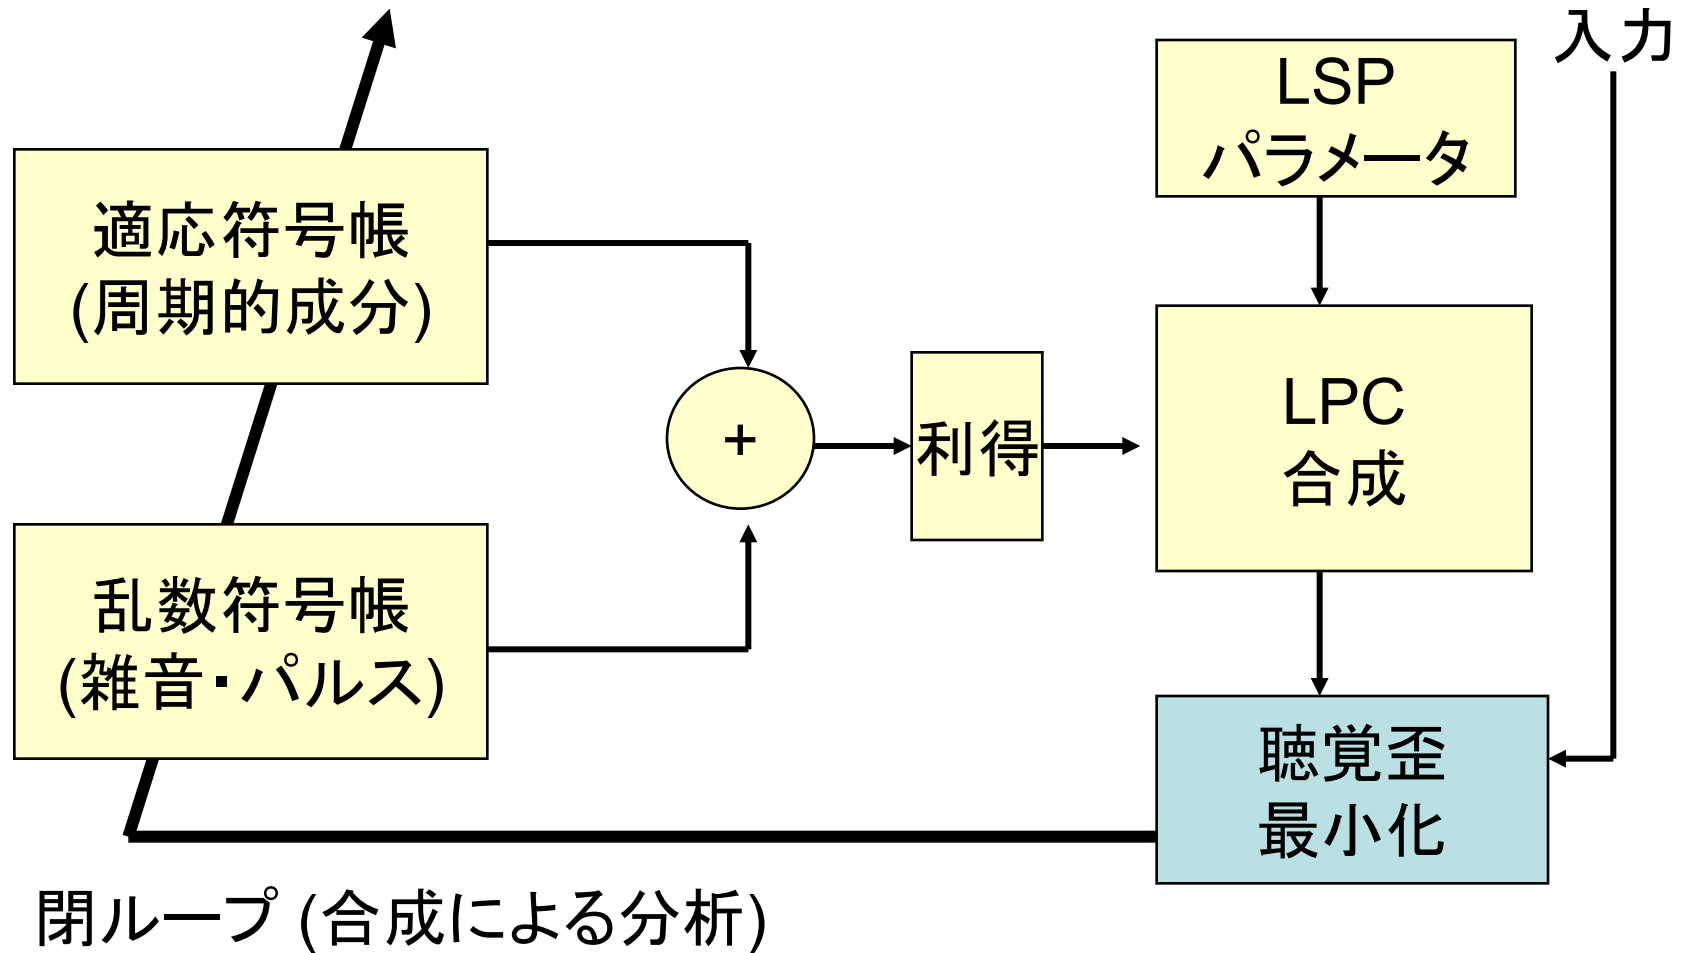 入力
LSP
パラメータ
適応符号帳
(周期的成分)
+
利得
LPC
合成
乱数符号帳
(雑音・パルス)
聴覚歪
最小化
閉ループ (合成による分析)